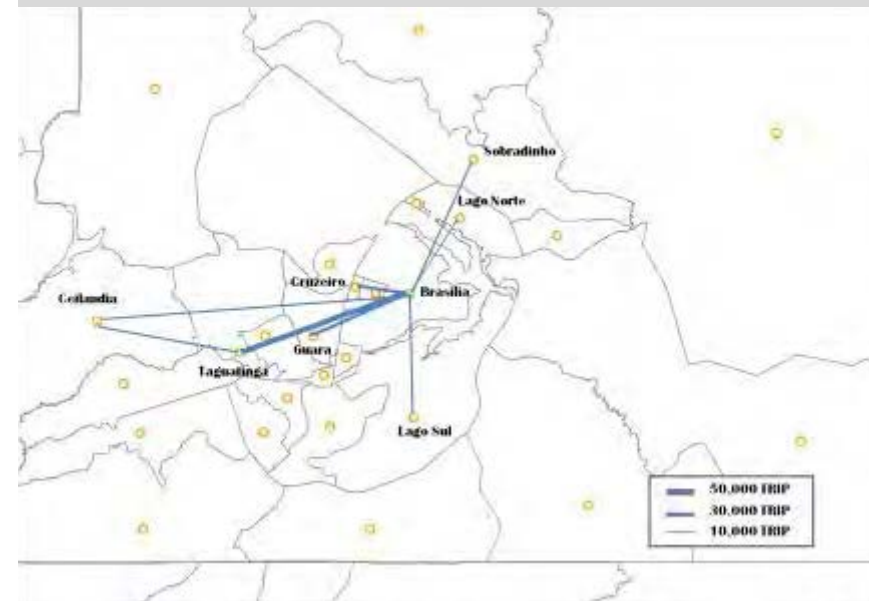 Sobradinho
Lago Norte
Cruzeiro
Brasilia
Ceilandia
Guara
Taguatinga
Lago Sul
50,000 TRIP
30,000 TRIP
10,000 TRIP